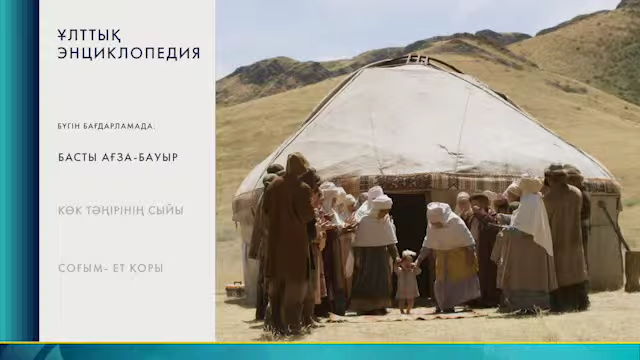 ҰЛТТЫҚ
ЭНЦИКЛОПЕДИЯ
БҮГІН БАҒДАРЛАМАДА:
БАСТЫ АҒЗА-БАУЫР
КӨК ТӘҢІРІНІҢ СЫЙЫ
СОҒЫМ- ЕТ ҚОРЫ